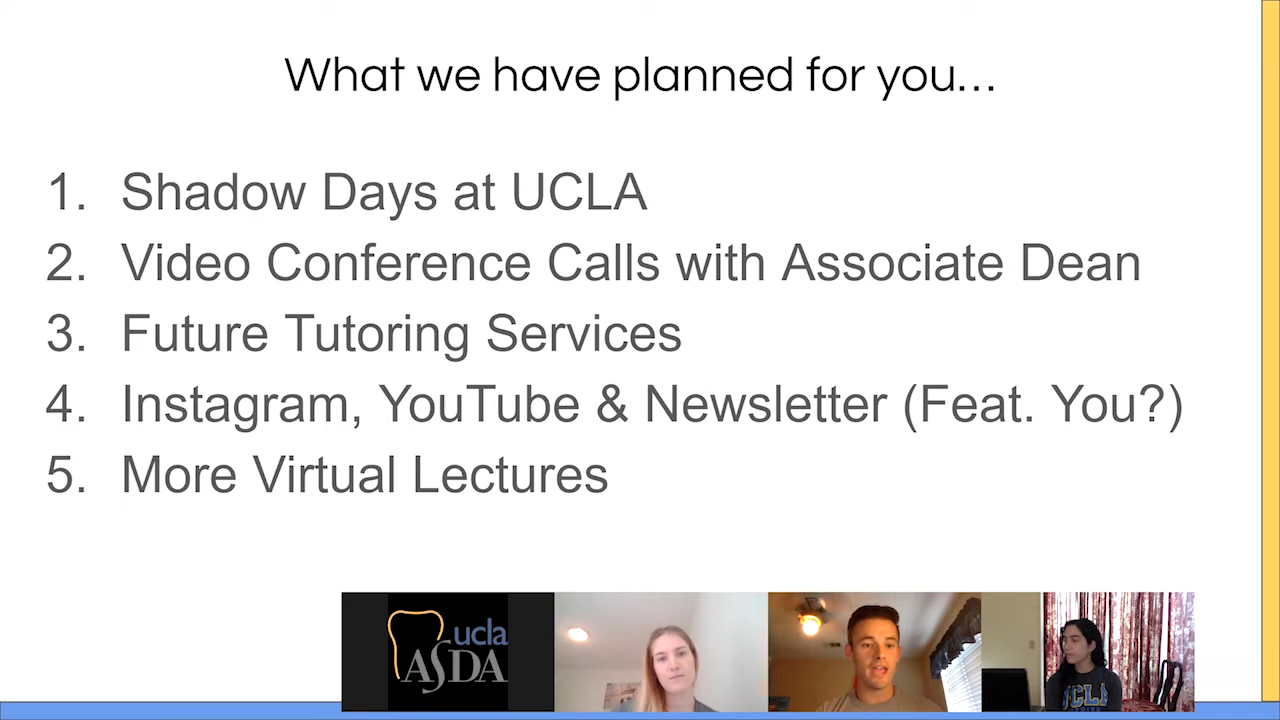 What we have planned for you...
1. Shadow Days at UCLA
2. Video Conference Calls with Associate Dean
3. Future Tutoring Services
4. Instagram, YouTube & Newsletter (Feat. You?)
5. More Virtual Lectures
ucla
ASDA
UCLA